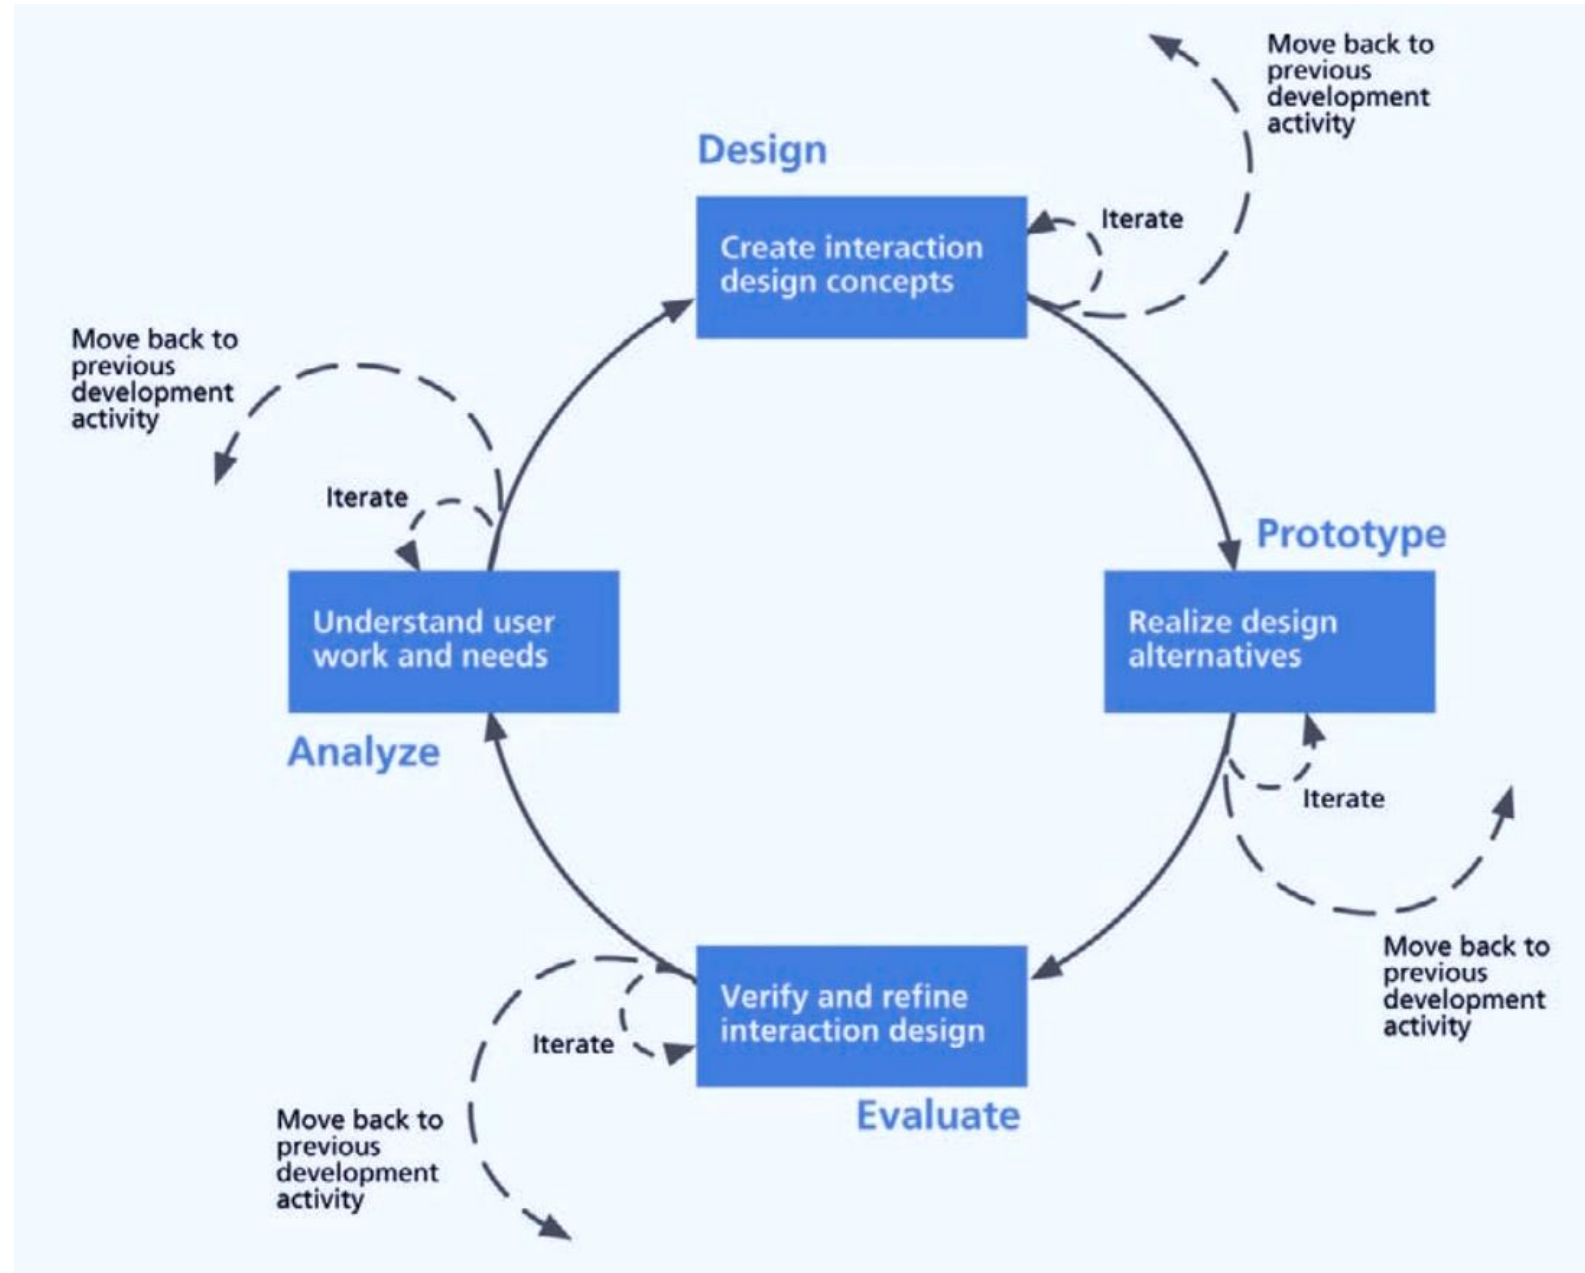 Move back to
previous
development
activity
Design
Iterate
Create interaction
design concepts
Move back to
previous
development
activity
Iterate
Prototype
Understand user
work and needs
Realize design
alternatives
Analyze
Iterate
Move back to
previous
development
activity
Verify and refine
interaction design
Iterate
Evaluate
Move back to
previous
development
activity